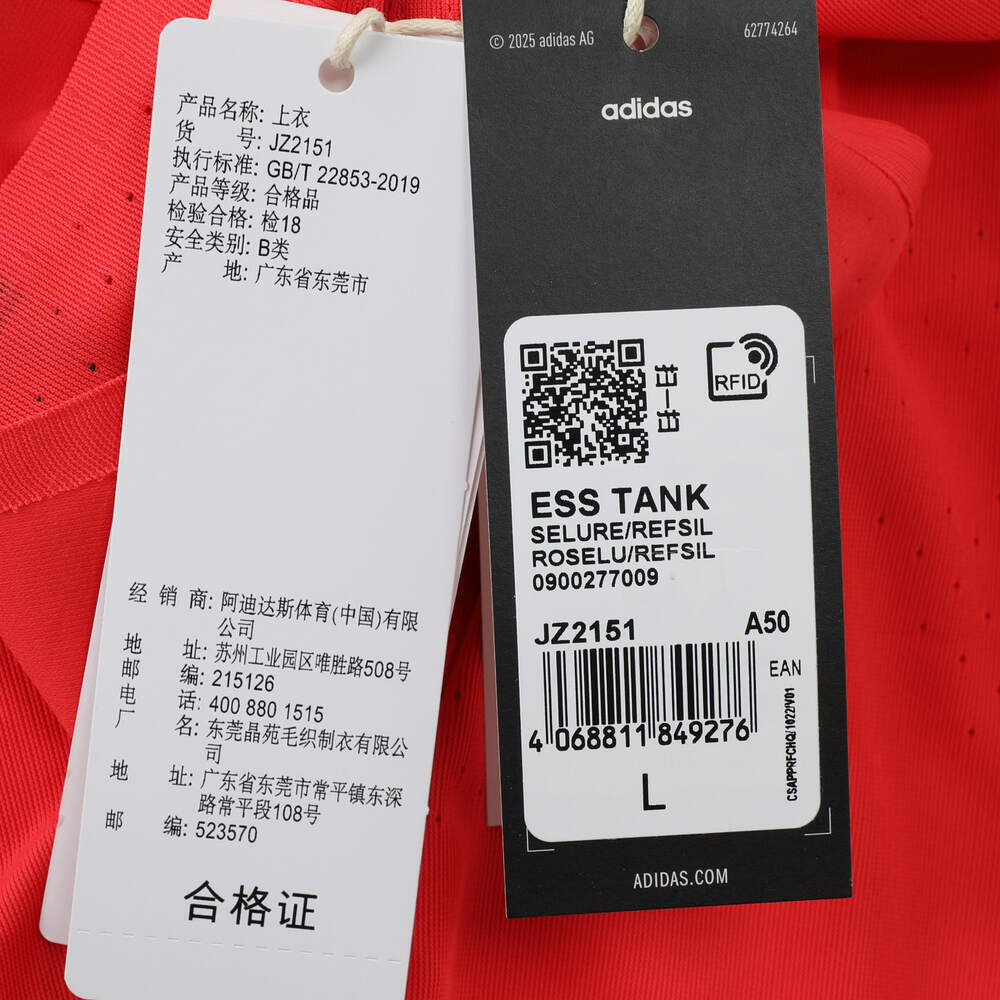 产品名称: 上衣
货 号: JZ2151
执行标准: GB/T 22853-2019
产品等级: 合格品
检验合格: 检18
安全类别: B类
产 地: 广东省东莞市
经 销 商: 阿迪达斯体育(中国)有限
公司
地 址: 苏州工业园区唯胜路508号
邮 编: 215126
电 话: 400 880 1515
厂 名: 东莞晶苑毛织制衣有限公
司
地 址: 广东省东莞市常平镇东深
路常平段108号
邮 编: 523570
合格证
© 2025 adidas AG
62774264
adidas
RFID
ESS TANK
SELURE/REFSIL
ROSELU/REFSIL
0900277009
JZ2151 A50
EAN
4 068811 849276
L
CSAPPRFCHQ/1022/V01
ADIDAS.COM